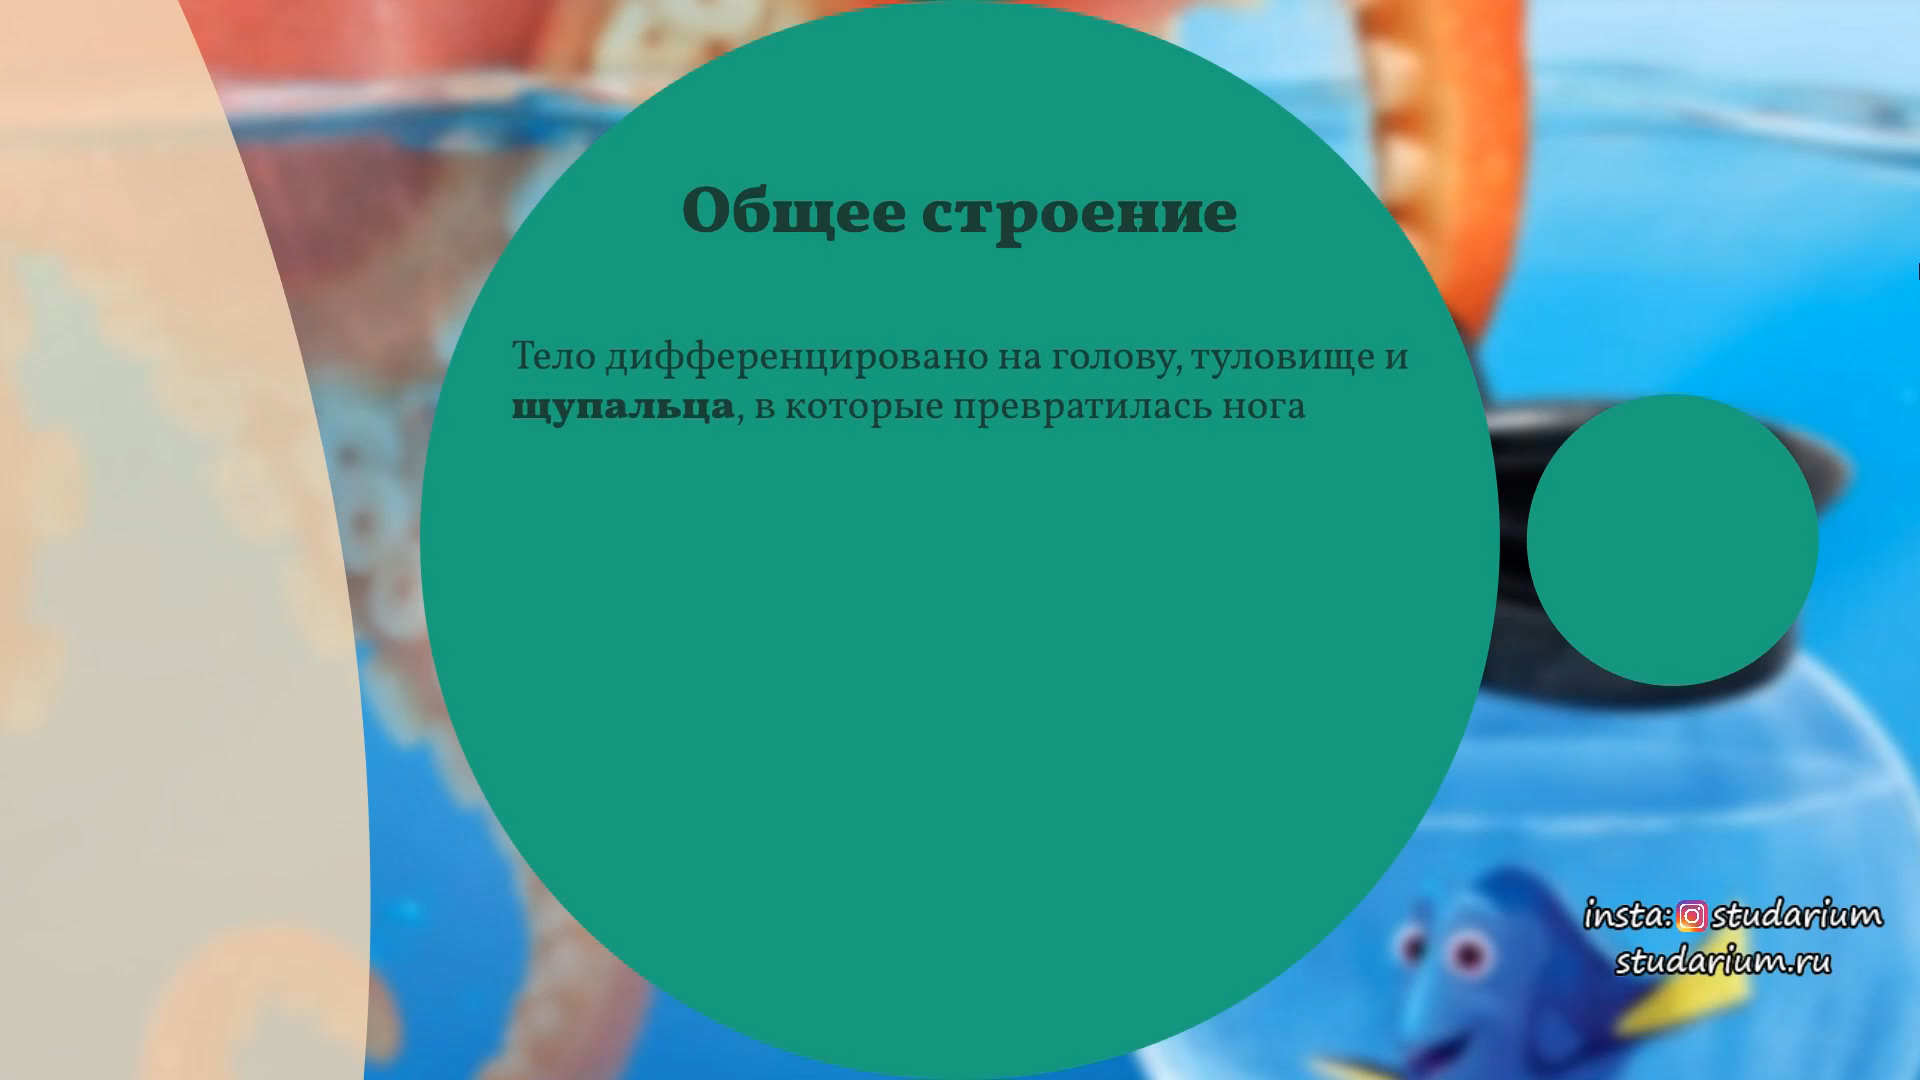 Общее строение
Тело дифференцировано на голову, туловище и
щупальца, в которые превратилась нога
insta: studarium
studarium.ru